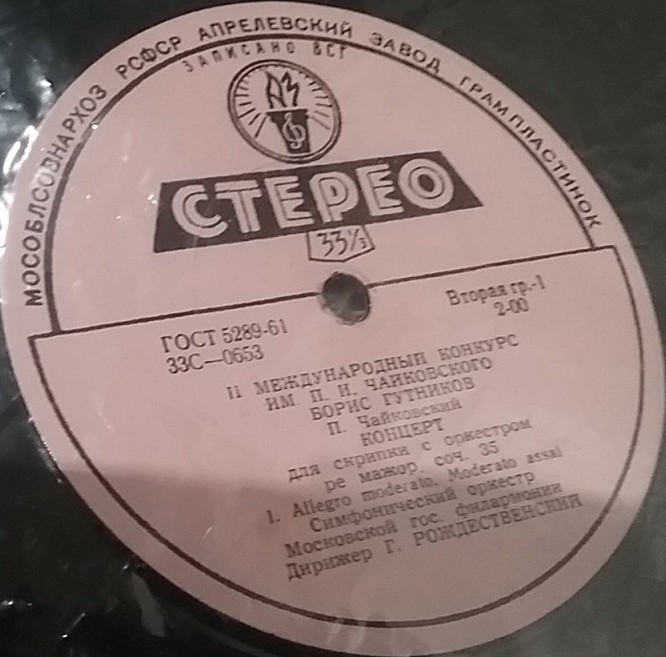 МОСОБЛСОВНАРХОЗ РСФСР АПРЕЛЕВСКИЙ ЗАВОД ГРАМПЛАСТИНОК
ЗАПИСАНО ВСГ
АЗ
СТЕРЕО
33⅓
ГОСТ 5289-61
33С—0653
Вторая гр.-1
2-00
II МЕЖДУНАРОДНЫЙ КОНКУРС
ИМ. П. И. ЧАЙКОВСКОГО
БОРИС ГУТНИКОВ
П. Чайковский
КОНЦЕРТ
для скрипки с оркестром
ре мажор, соч. 35
1. Allegro moderato. Moderato assai
Симфонический оркестр
Московской гос. филармонии
Дирижер Г. РОЖДЕСТВЕНСКИЙ